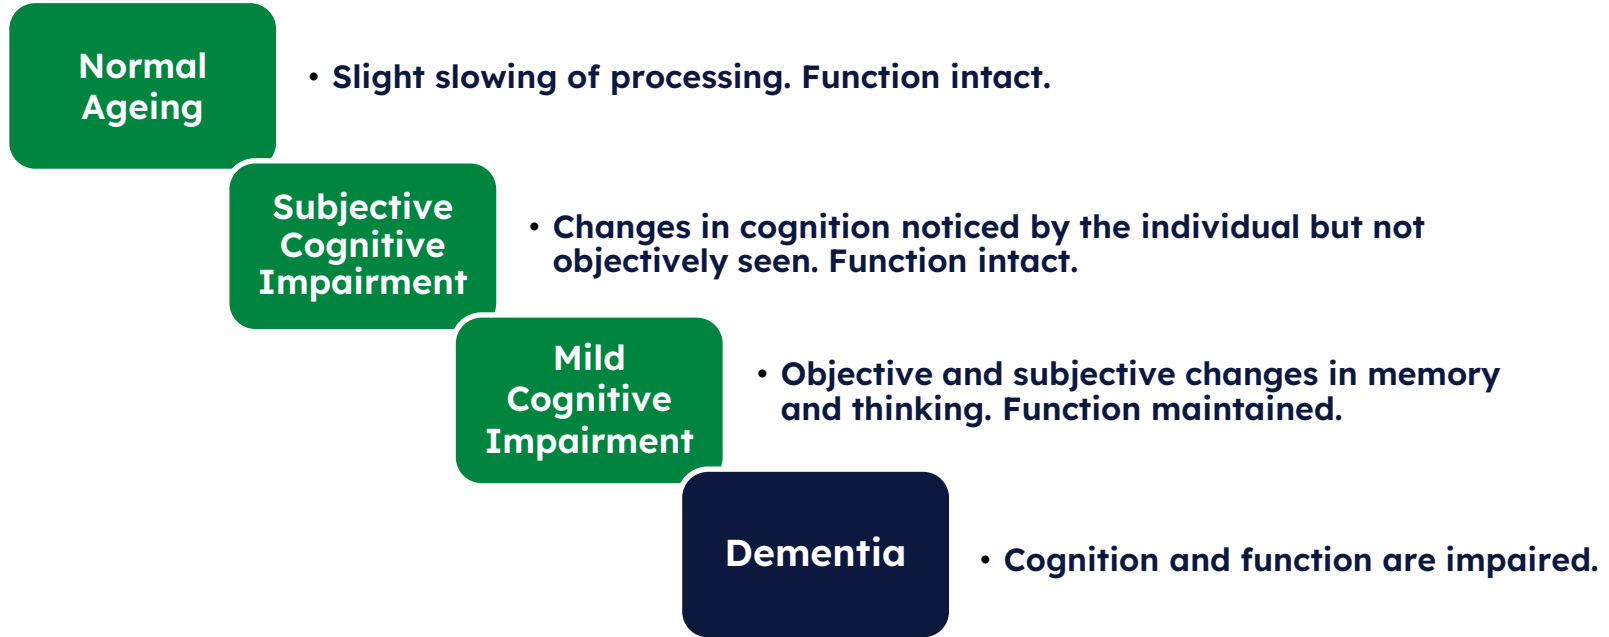 Normal
Ageing
• Slight slowing of processing. Function intact.
Subjective
Cognitive
Impairment
• Changes in cognition noticed by the individual but not
objectively seen. Function intact.
Mild
Cognitive
Impairment
• Objective and subjective changes in memory
and thinking. Function maintained.
Dementia
• Cognition and function are impaired.